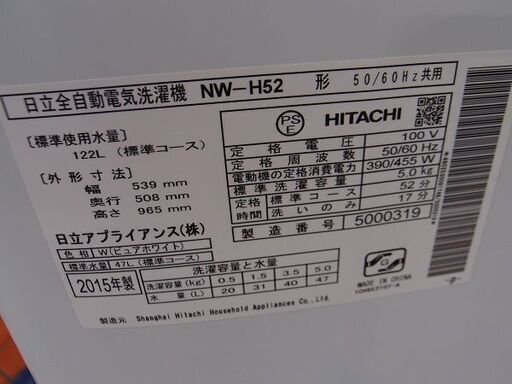 日立全自動電気洗濯機 NW-H52 形 50/60Hz共用
[標準使用水量]
122L (標準コース)
[外形寸法]
幅 539 mm
奥行 508 mm
高さ 965 mm
日立アプライアンス(株)
色相 W(ピュアホワイト)
標準水量 47L(標準コース)
2015年製
PS
E
HITACHI
定格電圧 100 V
定格周波数 50/60 Hz
電動機の定格消費電力 390/455 W
標準洗濯容量 5.0kg
定格時間 標準コース 52分
洗いのみ 17分
製造番号 5000319
洗濯容量と水量
洗濯容量(kg) 0.5 1.5 3.5 5.0
水量(L) 20 31 40 47
G
MADE IN CHINA
製造元 Shanghai Hitachi Household Appliances Co., Ltd.